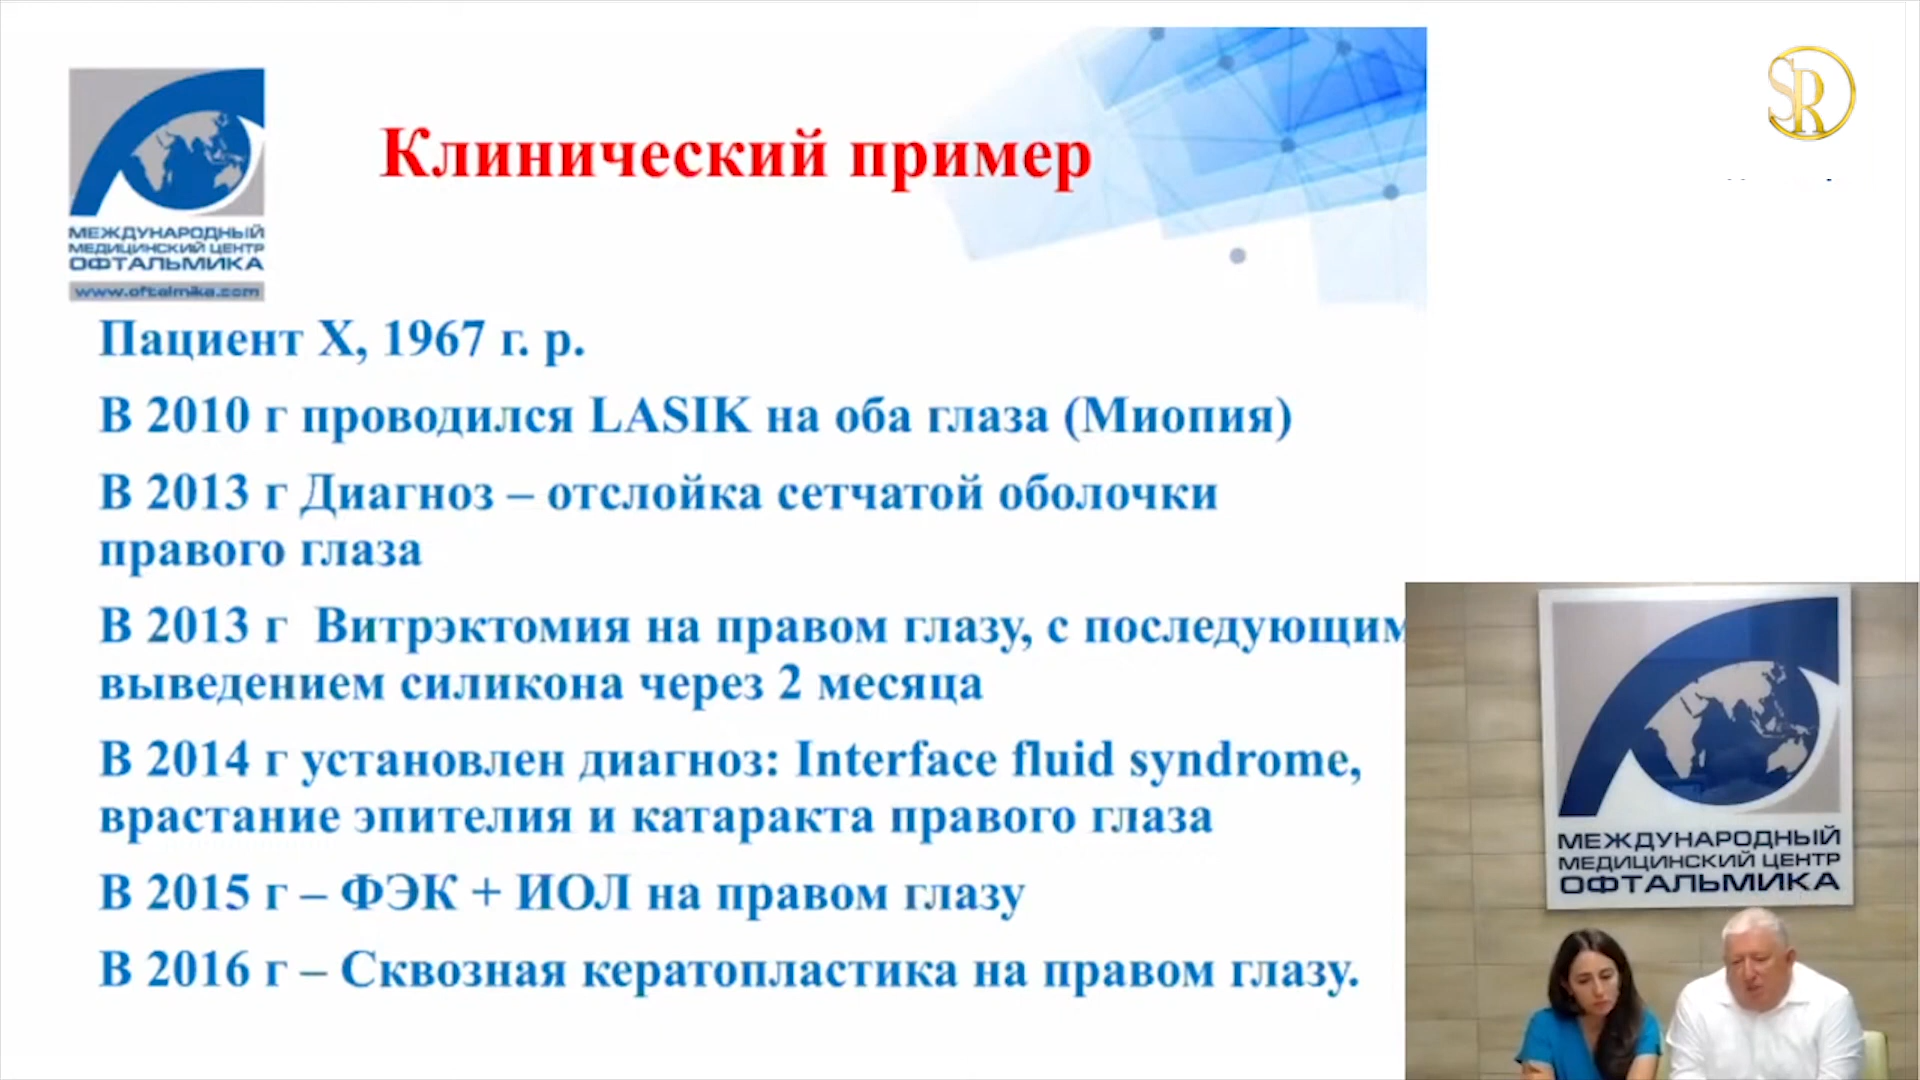 SR
МЕЖДУНАРОДНЫЙ
МЕДИЦИНСКИЙ ЦЕНТР
ОФТАЛЬМИКА
www.oftalmika.com
Клинический пример
Пациент Х, 1967 г. р.
В 2010 г проводился LASIK на оба глаза (Миопия)
В 2013 г Диагноз – отслойка сетчатой оболочки
правого глаза
В 2013 г Витрэктомия на правом глазу, с последующим
выведением силикона через 2 месяца
В 2014 г установлен диагноз: Interface fluid syndrome,
врастание эпителия и катаракта правого глаза
В 2015 г – ФЭК + ИОЛ на правом глазу
В 2016 г – Сквозная кератопластика на правом глазу.
МЕЖДУНАРОДНЫЙ
МЕДИЦИНСКИЙ ЦЕНТР
ОФТАЛЬМИКА